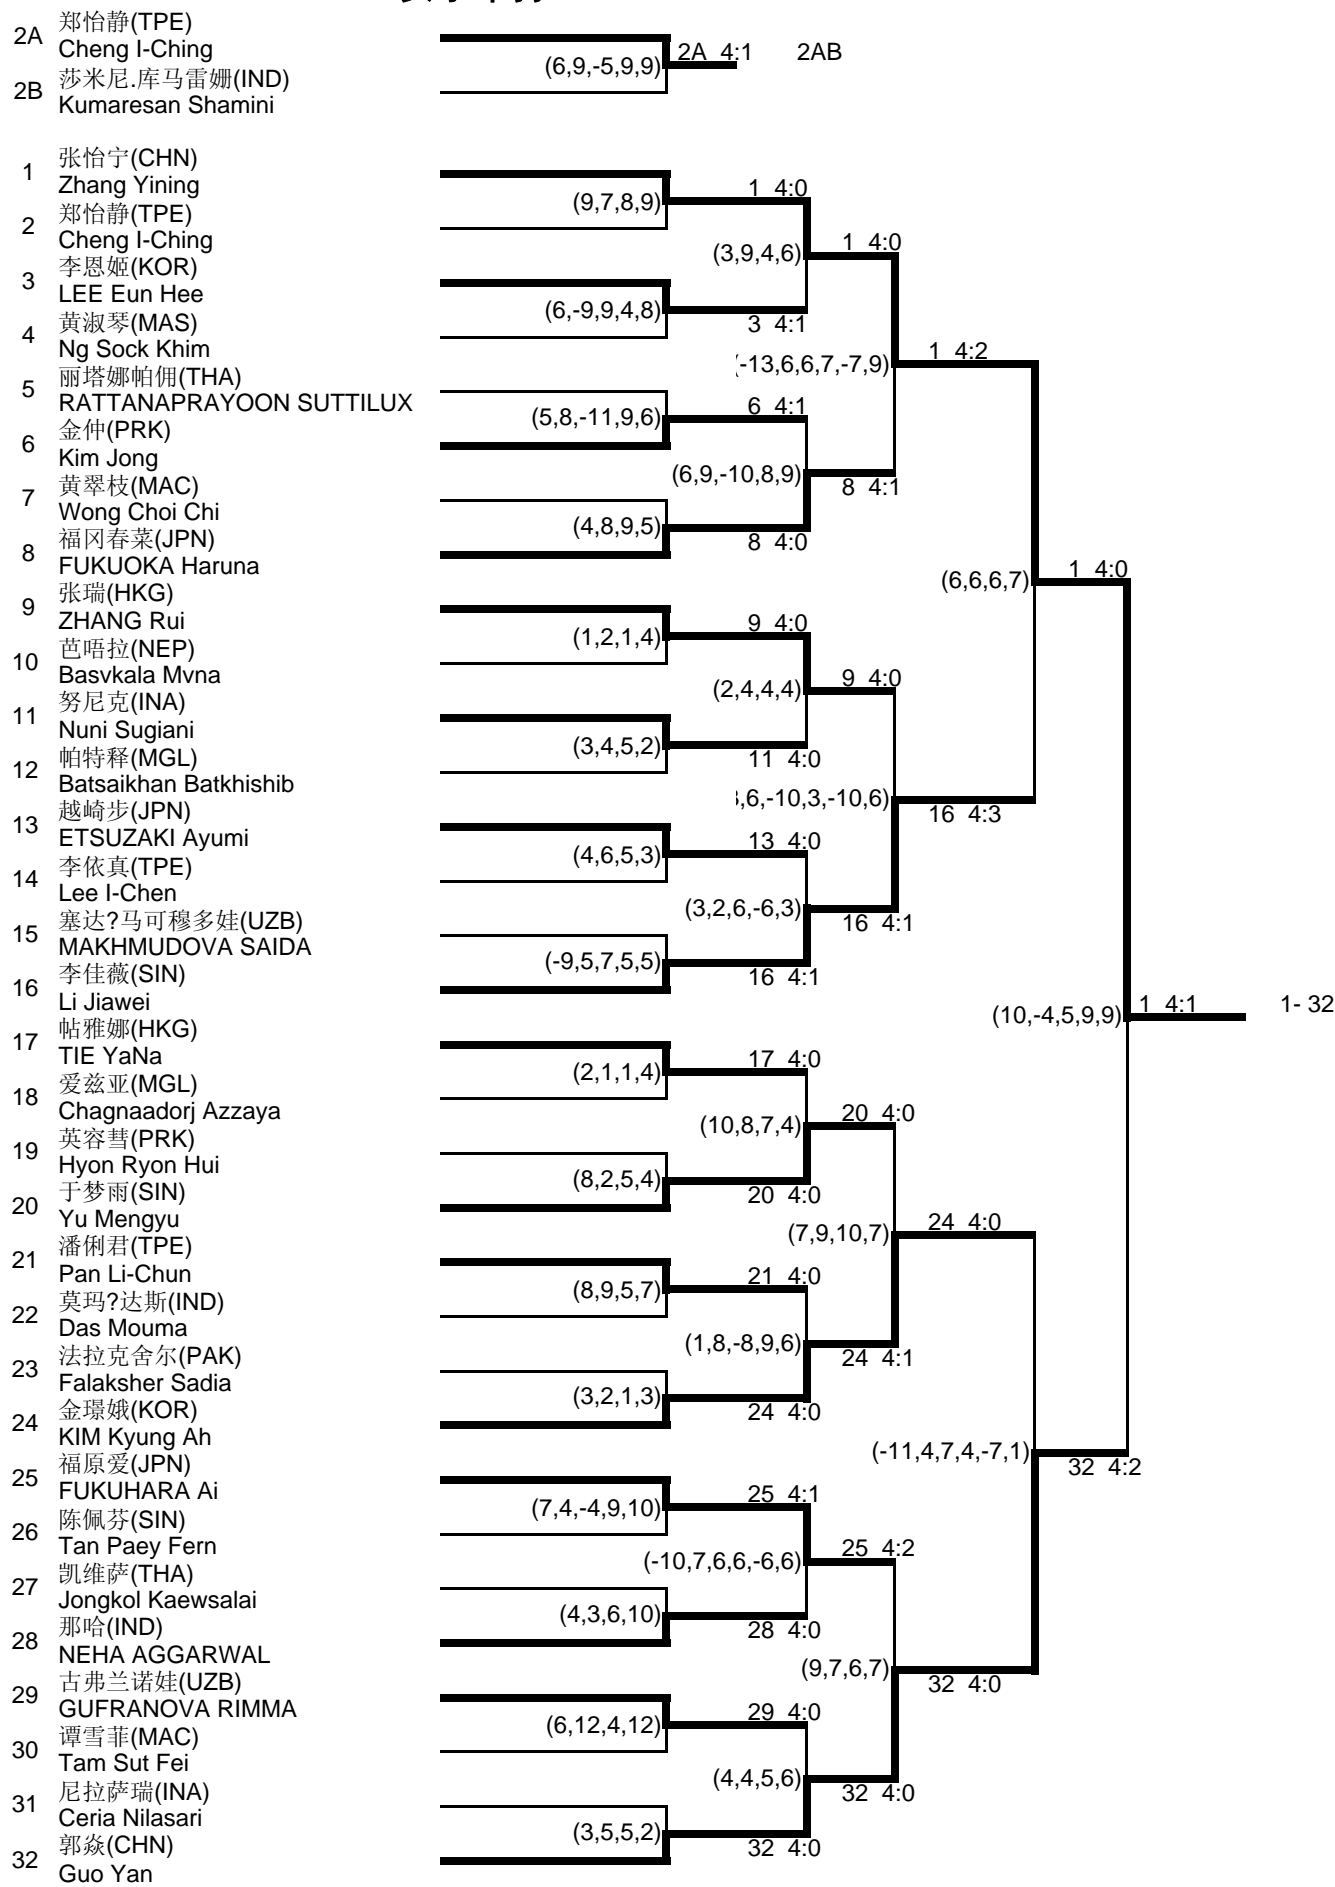 2A 郑怡静(TPE)
Cheng I-Ching
2A 4:1 2AB
(6,9,-5,9,9)
2B 莎米尼.库马雷姗(IND)
Kumaresan Shamini
1 张怡宁(CHN)
Zhang Yining
1 4:0
(9,7,8,9)
2 郑怡静(TPE)
Cheng I-Ching
1 4:0
(3,9,4,6)
3 李恩姬(KOR)
LEE Eun Hee
(6,-9,9,4,8)
3 4:1
4 黄淑琴(MAS)
Ng Sock Khim
1 4:2
-13,6,6,7,-7,9)
5 丽塔娜帕佣(THA)
RATTANAPRAYOON SUTTILUX
6 4:1
(5,8,-11,9,6)
6 金仲(PRK)
Kim Jong
(6,9,-10,8,9)
8 4:1
7 黄翠枝(MAC)
Wong Choi Chi
(4,8,9,5)
8 4:0
8 福冈春菜(JPN)
FUKUOKA Haruna
1 4:0
(6,6,6,7)
9 张瑞(HKG)
ZHANG Rui
9 4:0
(1,2,1,4)
10 芭唔拉(NEP)
Basvkala Mvna
9 4:0
(2,4,4,4)
11 努尼克(INA)
Nuni Sugiani
(3,4,5,2)
11 4:0
12 帕特释(MGL)
Batsaikhan Batkhishib
,6,-10,3,-10,6)
16 4:3
13 越崎步(JPN)
ETSUZAKI Ayumi
13 4:0
(4,6,5,3)
14 李依真(TPE)
Lee I-Chen
(3,2,6,-6,3)
16 4:1
15 塞达?马可穆多娃(UZB)
MAKHMUDOVA SAIDA
(-9,5,7,5,5)
16 4:1
16 李佳薇(SIN)
Li Jiawei
1 4:1 1- 32
(10,-4,5,9,9)
17 帖雅娜(HKG)
TIE YaNa
17 4:0
(2,1,1,4)
18 爱兹亚(MGL)
Chagnaadorj Azzaya
20 4:0
(10,8,7,4)
19 英容彗(PRK)
Hyon Ryon Hui
(8,2,5,4)
20 4:0
20 于梦雨(SIN)
Yu Mengyu
24 4:0
(7,9,10,7)
21 潘俐君(TPE)
Pan Li-Chun
21 4:0
(8,9,5,7)
22 莫玛?达斯(IND)
Das Mouma
(1,8,-8,9,6)
24 4:1
23 法拉克舍尔(PAK)
Falaksher Sadia
(3,2,1,3)
24 4:0
24 金璟娥(KOR)
KIM Kyung Ah
(-11,4,7,4,-7,1)
32 4:2
25 福原爱(JPN)
FUKUHARA Ai
25 4:1
(7,4,-4,9,10)
26 陈佩芬(SIN)
Tan Paey Fern
25 4:2
(-10,7,6,6,-6,6)
27 凯维萨(THA)
Jongkol Kaewsalai
(4,3,6,10)
28 4:0
28 那哈(IND)
NEHA AGGARWAL
(9,7,6,7)
32 4:0
29 古弗兰诺娃(UZB)
GUFRANOVA RIMMA
29 4:0
(6,12,4,12)
30 谭雪菲(MAC)
Tam Sut Fei
(4,4,5,6)
32 4:0
31 尼拉萨瑞(INA)
Ceria Nilasari
(3,5,5,2)
32 4:0
32 郭焱(CHN)
Guo Yan